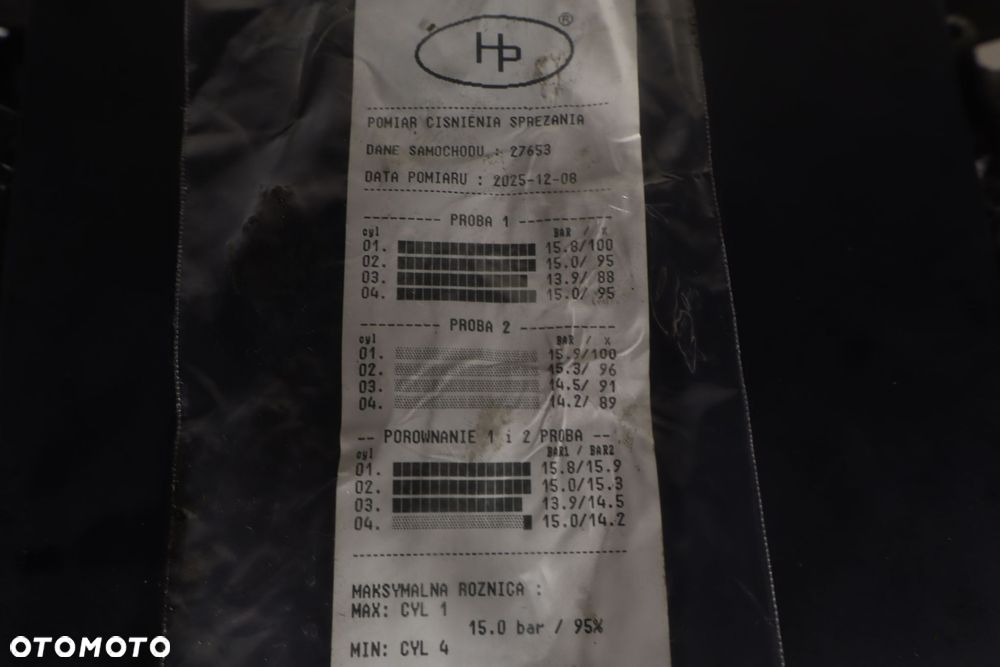 HP ®
POMIAR CISNIENIA SPREZANIA
DANE SAMOCHODU : 27653
DATA POMIARU : 2025-12-08
-------- PROBA 1 ----------
cyl BAR / %
01. 15.8/100
02. 15.0/ 95
03. 13.9/ 88
04. 15.0/ 95
-------- PROBA 2 ----------
cyl BAR / %
01. 15.9/100
02. 15.3/ 96
03. 14.5/ 91
04. 14.2/ 89
-- POROWNANIE 1 i 2 PROBA --
cyl BAR1 / BAR2
01. 15.8/15.9
02. 15.0/15.3
03. 13.9/14.5
04. 15.0/14.2
MAKSYMALNA ROZNICA :
MAX: CYL 1
15.0 bar / 95%
MIN: CYL 4
OTOMOTO